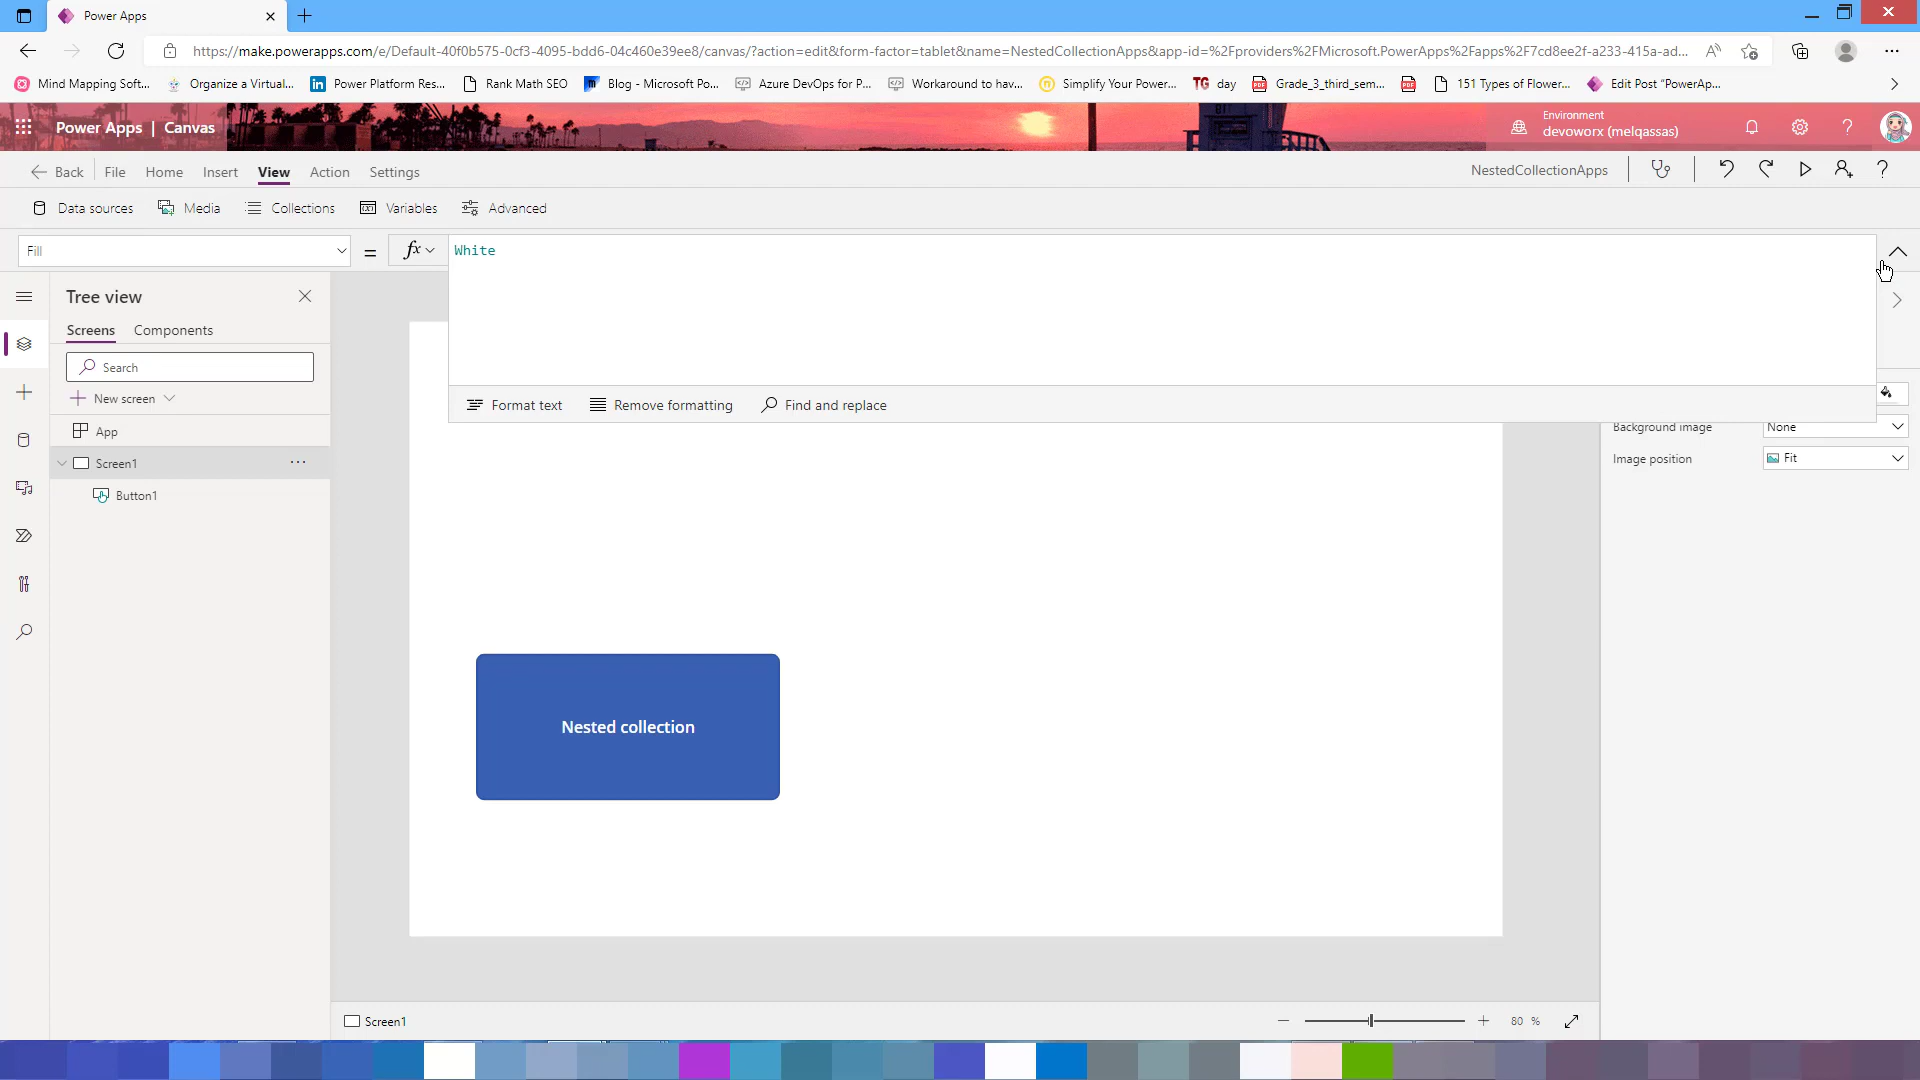 Power Apps
https://make.powerapps.com/e/Default-40f0b575-0cf3-4095-bdd6-04c460e39ee8/canvas/?action=edit&form-factor=tablet&name=NestedCollectionApps&app-id=%2Fproviders%2FMicrosoft.PowerApps%2Fapps%2F7cd8ee2f-a233-415a-ad...
Mind Mapping Soft... Organize a Virtual... Power Platform Res... Rank Math SEO Blog - Microsoft Po... Azure DevOps for P... Workaround to hav... Simplify Your Power... TG day Grade_3_third_sem... 151 Types of Flower... Edit Post "PowerAp...
Power Apps | Canvas
Environment
devoworx (melqassas)
Back File Home Insert View Action Settings NestedCollectionApps
Data sources Media Collections Variables Advanced
Fill = fx White
Format text Remove formatting Find and replace
Tree view
Screens Components
Search
New screen
App
Screen1
Button1
Background image None
Image position Fit
Nested collection
Screen1 80 %